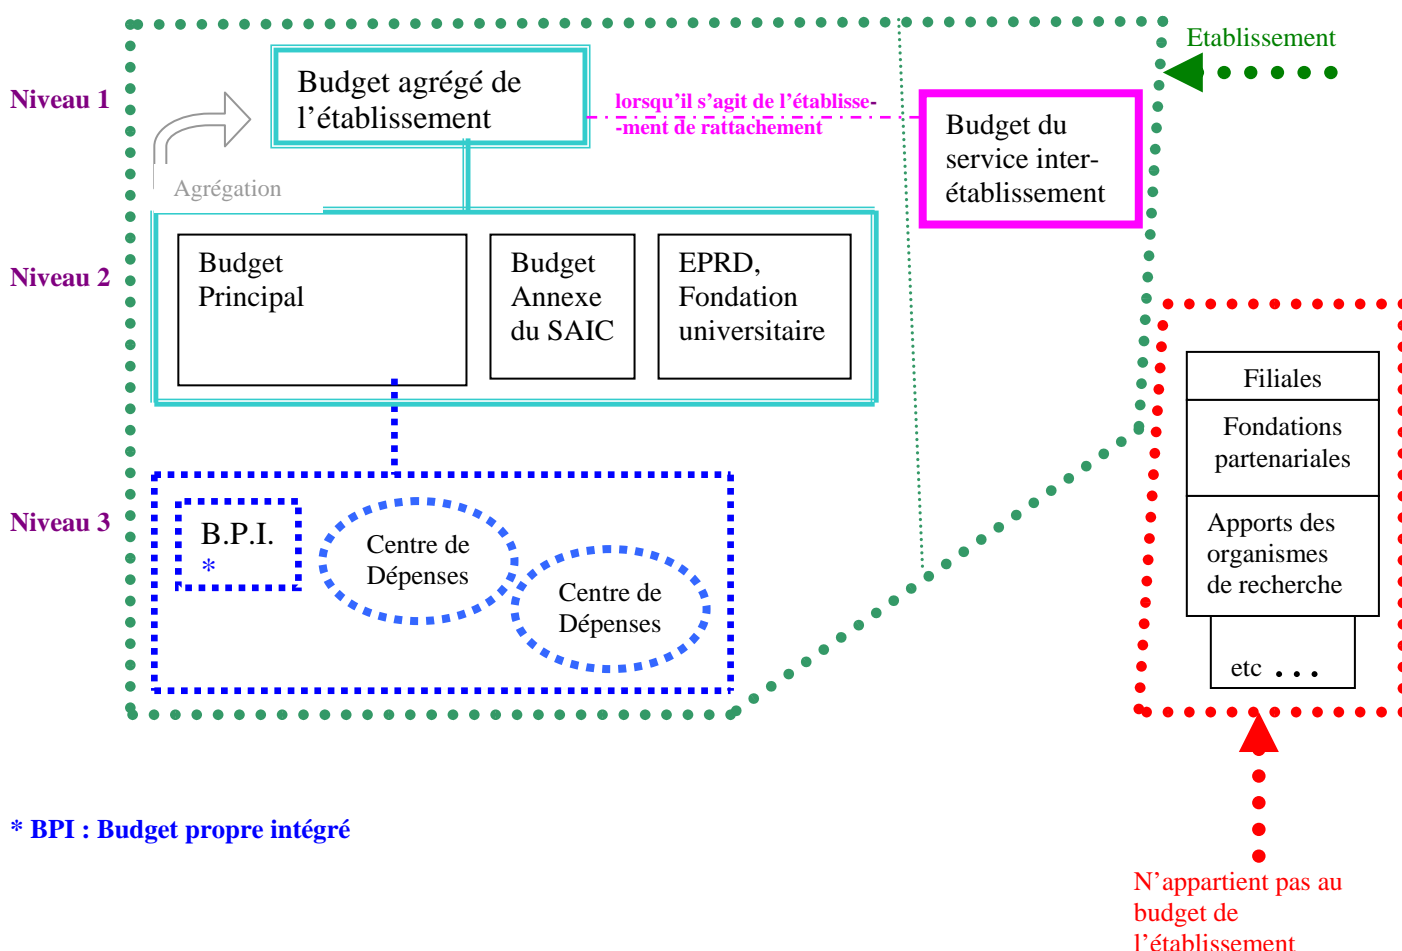 Etablissement
Niveau 1
Budget agrégé de
l’établissement
lorsqu’il s’agit de l’établisse-
-ment de rattachement
Budget du
service inter-
établissement
Agrégation
Niveau 2
Budget
Principal
Budget
Annexe
du SAIC
EPRD,
Fondation
universitaire
Filiales
Fondations
partenariales
Apports des
organismes
de recherche
etc ...
Niveau 3
B.P.I.
*
Centre de
Dépenses
Centre de
Dépenses
* BPI : Budget propre intégré
N’appartient pas au
budget de
l’établissement